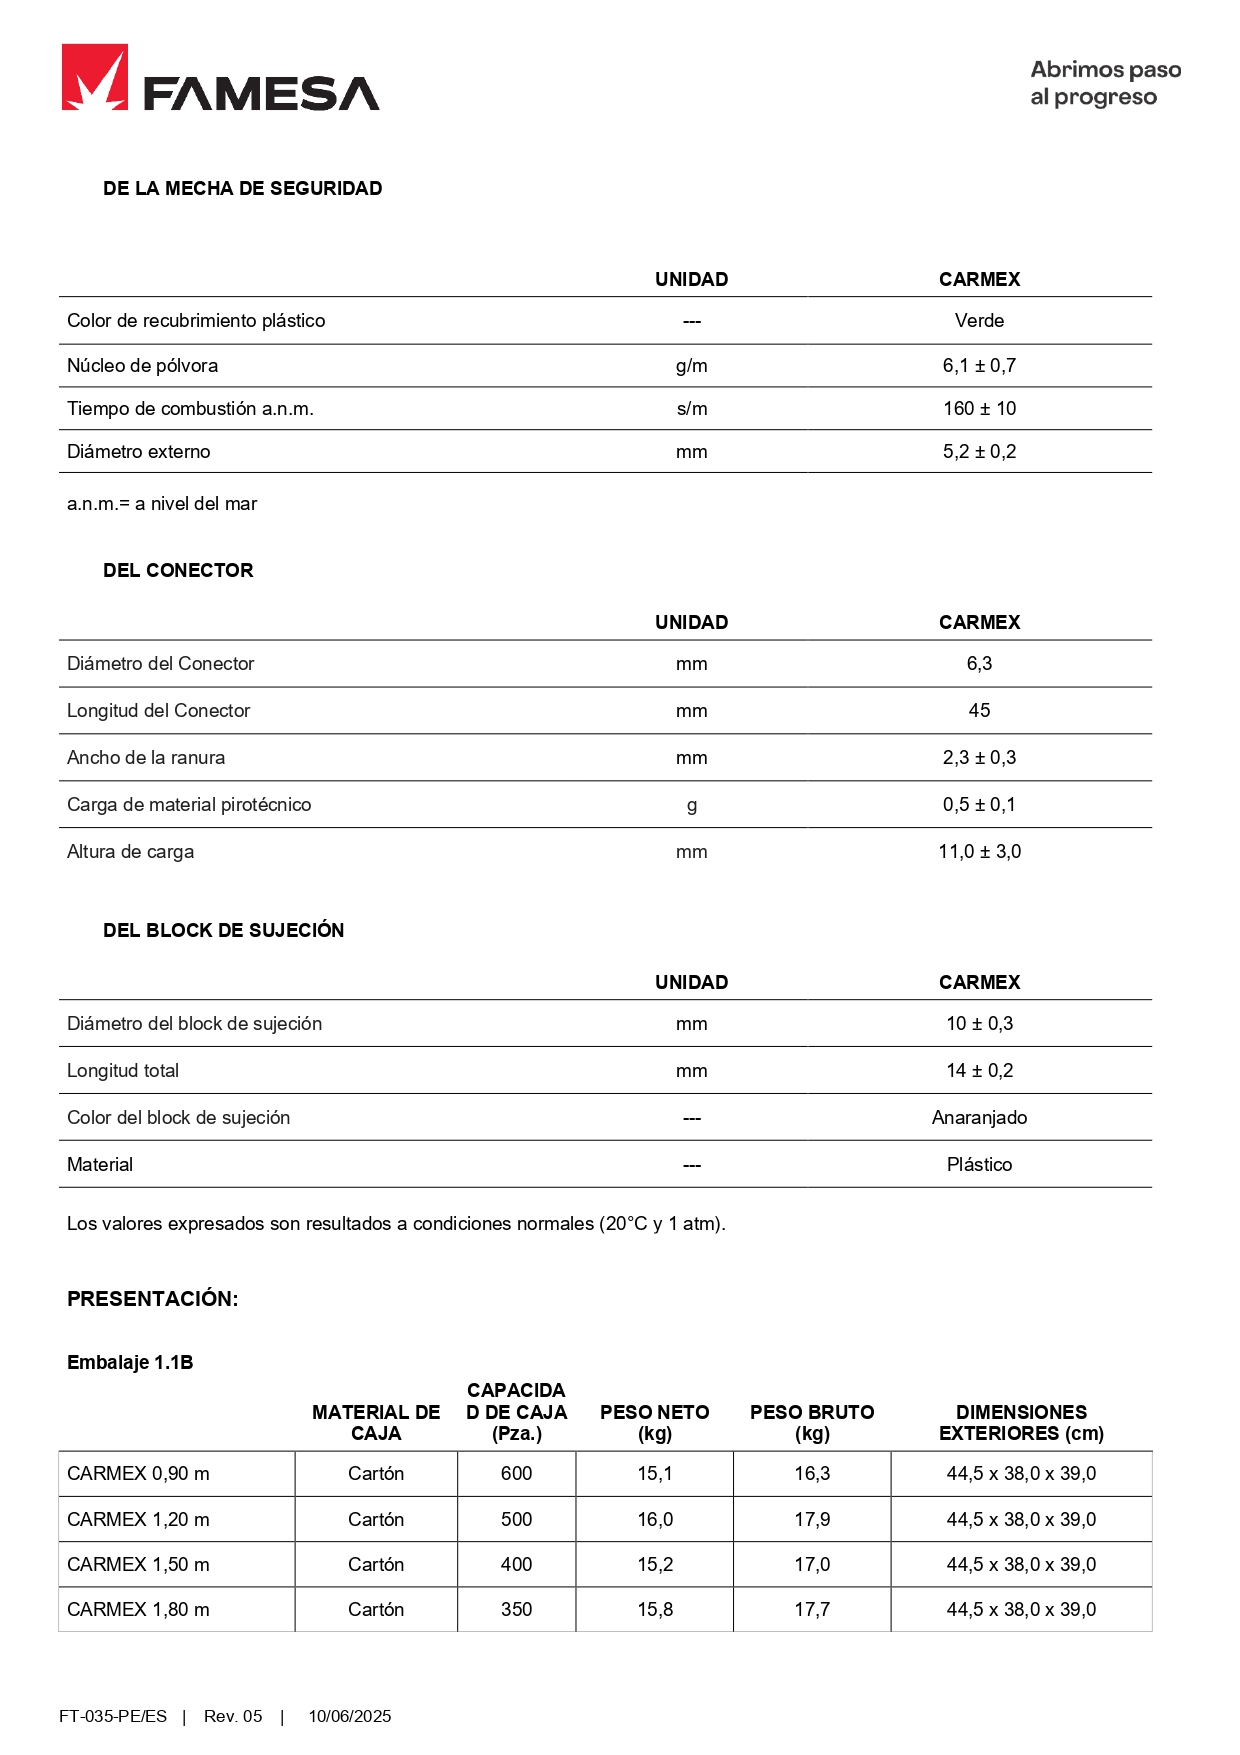 FAMESA
Abrimos paso
al progreso
DE LA MECHA DE SEGURIDAD
UNIDAD CARMEX
Color de recubrimiento plástico --- Verde
Núcleo de pólvora g/m 6,1 ± 0,7
Tiempo de combustión a.n.m. s/m 160 ± 10
Diámetro externo mm 5,2 ± 0,2
a.n.m.= a nivel del mar
DEL CONECTOR
UNIDAD CARMEX
Diámetro del Conector mm 6,3
Longitud del Conector mm 45
Ancho de la ranura mm 2,3 ± 0,3
Carga de material pirotécnico g 0,5 ± 0,1
Altura de carga mm 11,0 ± 3,0
DEL BLOCK DE SUJECIÓN
UNIDAD CARMEX
Diámetro del block de sujeción mm 10 ± 0,3
Longitud total mm 14 ± 0,2
Color del block de sujeción --- Anaranjado
Material --- Plástico
Los valores expresados son resultados a condiciones normales (20°C y 1 atm).
PRESENTACIÓN:
Embalaje 1.1B
CAPACIDA
MATERIAL DE D DE CAJA PESO NETO PESO BRUTO DIMENSIONES
CAJA (Pza.) (kg) (kg) EXTERIORES (cm)
CARMEX 0,90 m Cartón 600 15,1 16,3 44,5 x 38,0 x 39,0
CARMEX 1,20 m Cartón 500 16,0 17,9 44,5 x 38,0 x 39,0
CARMEX 1,50 m Cartón 400 15,2 17,0 44,5 x 38,0 x 39,0
CARMEX 1,80 m Cartón 350 15,8 17,7 44,5 x 38,0 x 39,0
FT-035-PE/ES | Rev. 05 | 10/06/2025